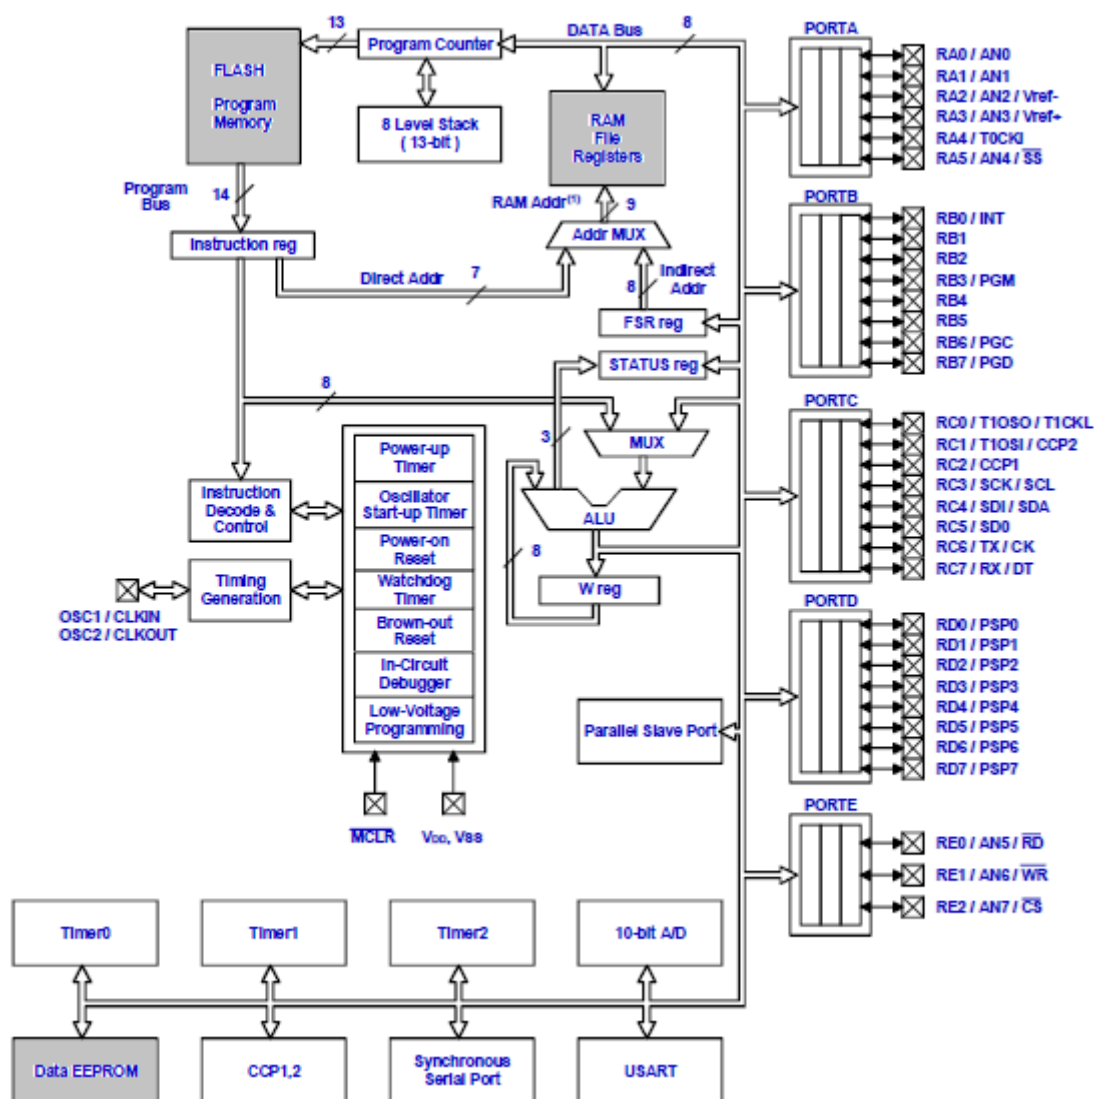 13
DATA Bus
8
PORTA
FLASH
Program
Memory
Program Counter
8 Level Stack
( 13-bit )
RAM
File
Registers
RA0 / AN0
RA1 / AN1
RA2 / AN2 / Vref-
RA3 / AN3 / Vref+
RA4 / T0CKI
RA5 / AN4 / SS
Program
Bus
14
RAM Addr(1)
9
PORTB
Instruction reg
Addr MUX
Direct Addr
7
8
Indirect
Addr
FSR reg
STATUS reg
RB0 / INT
RB1
RB2
RB3 / PGM
RB4
RB5
RB6 / PGC
RB7 / PGD
8
3
MUX
PORTC
RC0 / T1OSO / T1CKL
RC1 / T1OSI / CCP2
RC2 / CCP1
RC3 / SCK / SCL
RC4 / SDI / SDA
RC5 / SD0
RC6 / TX / CK
RC7 / RX / DT
Instruction
Decode &
Control
Timing
Generation
OSC1 / CLKIN
OSC2 / CLKOUT
Power-up
Timer
Oscillator
Start-up Timer
Power-on
Reset
Watchdog
Timer
Brown-out
Reset
In-Circuit
Debugger
Low-Voltage
Programming
MCLR
VDD, VSS
ALU
8
W reg
Parallel Slave Port
PORTD
RD0 / PSP0
RD1 / PSP1
RD2 / PSP2
RD3 / PSP3
RD4 / PSP4
RD5 / PSP5
RD6 / PSP6
RD7 / PSP7
PORTE
RE0 / AN5 / RD
RE1 / AN6 / WR
RE2 / AN7 / CS
Timer0
Timer1
Timer2
10-bit A/D
Data EEPROM
CCP1,2
Synchronous
Serial Port
USART